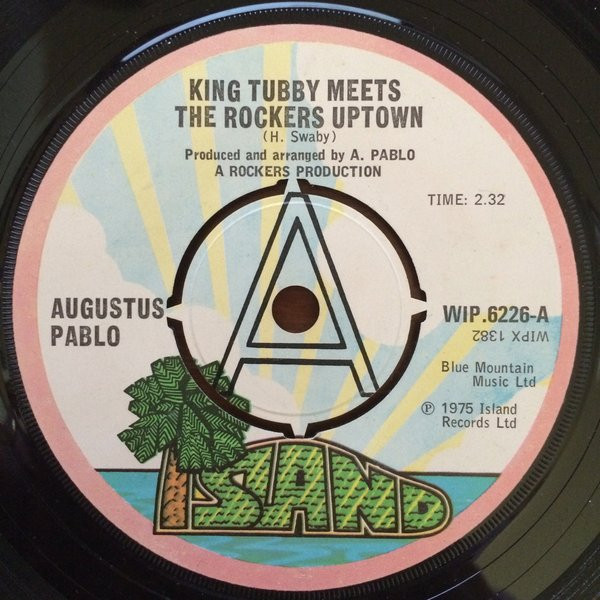 KING TUBBY MEETS
THE ROCKERS UPTOWN
(H. Swaby)
Produced and arranged by A. PABLO
A ROCKERS PRODUCTION
TIME: 2.32
A
AUGUSTUS
PABLO
WIP.6226-A
WIPX 1382
Blue Mountain
Music Ltd
℗ 1975 Island
Records Ltd
ISLAND